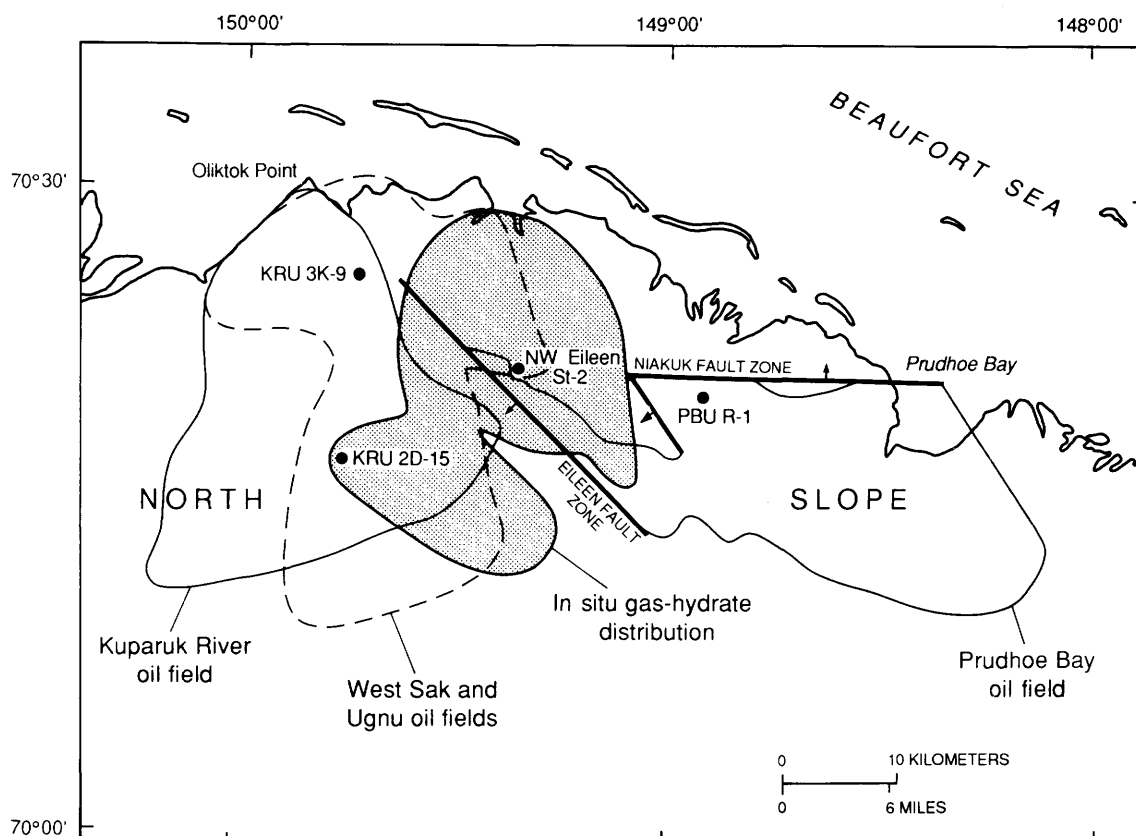 150°00'
149°00'
148°00'
BEAUFORT SEA
70°30'
Oliktok Point
KRU 3K-9
NW Eileen
St-2
NIAKUK FAULT ZONE
Prudhoe Bay
PBU R-1
KRU 2D-15
NORTH
SLOPE
EILEEN FAULT
ZONE
In situ gas-hydrate
distribution
Kuparuk River
oil field
West Sak and
Ugnu oil fields
Prudhoe Bay
oil field
0 10 KILOMETERS
0 6 MILES
70°00'